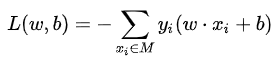 L(w, b) = −∑_{x_i∈M} y_i(w · x_i + b)